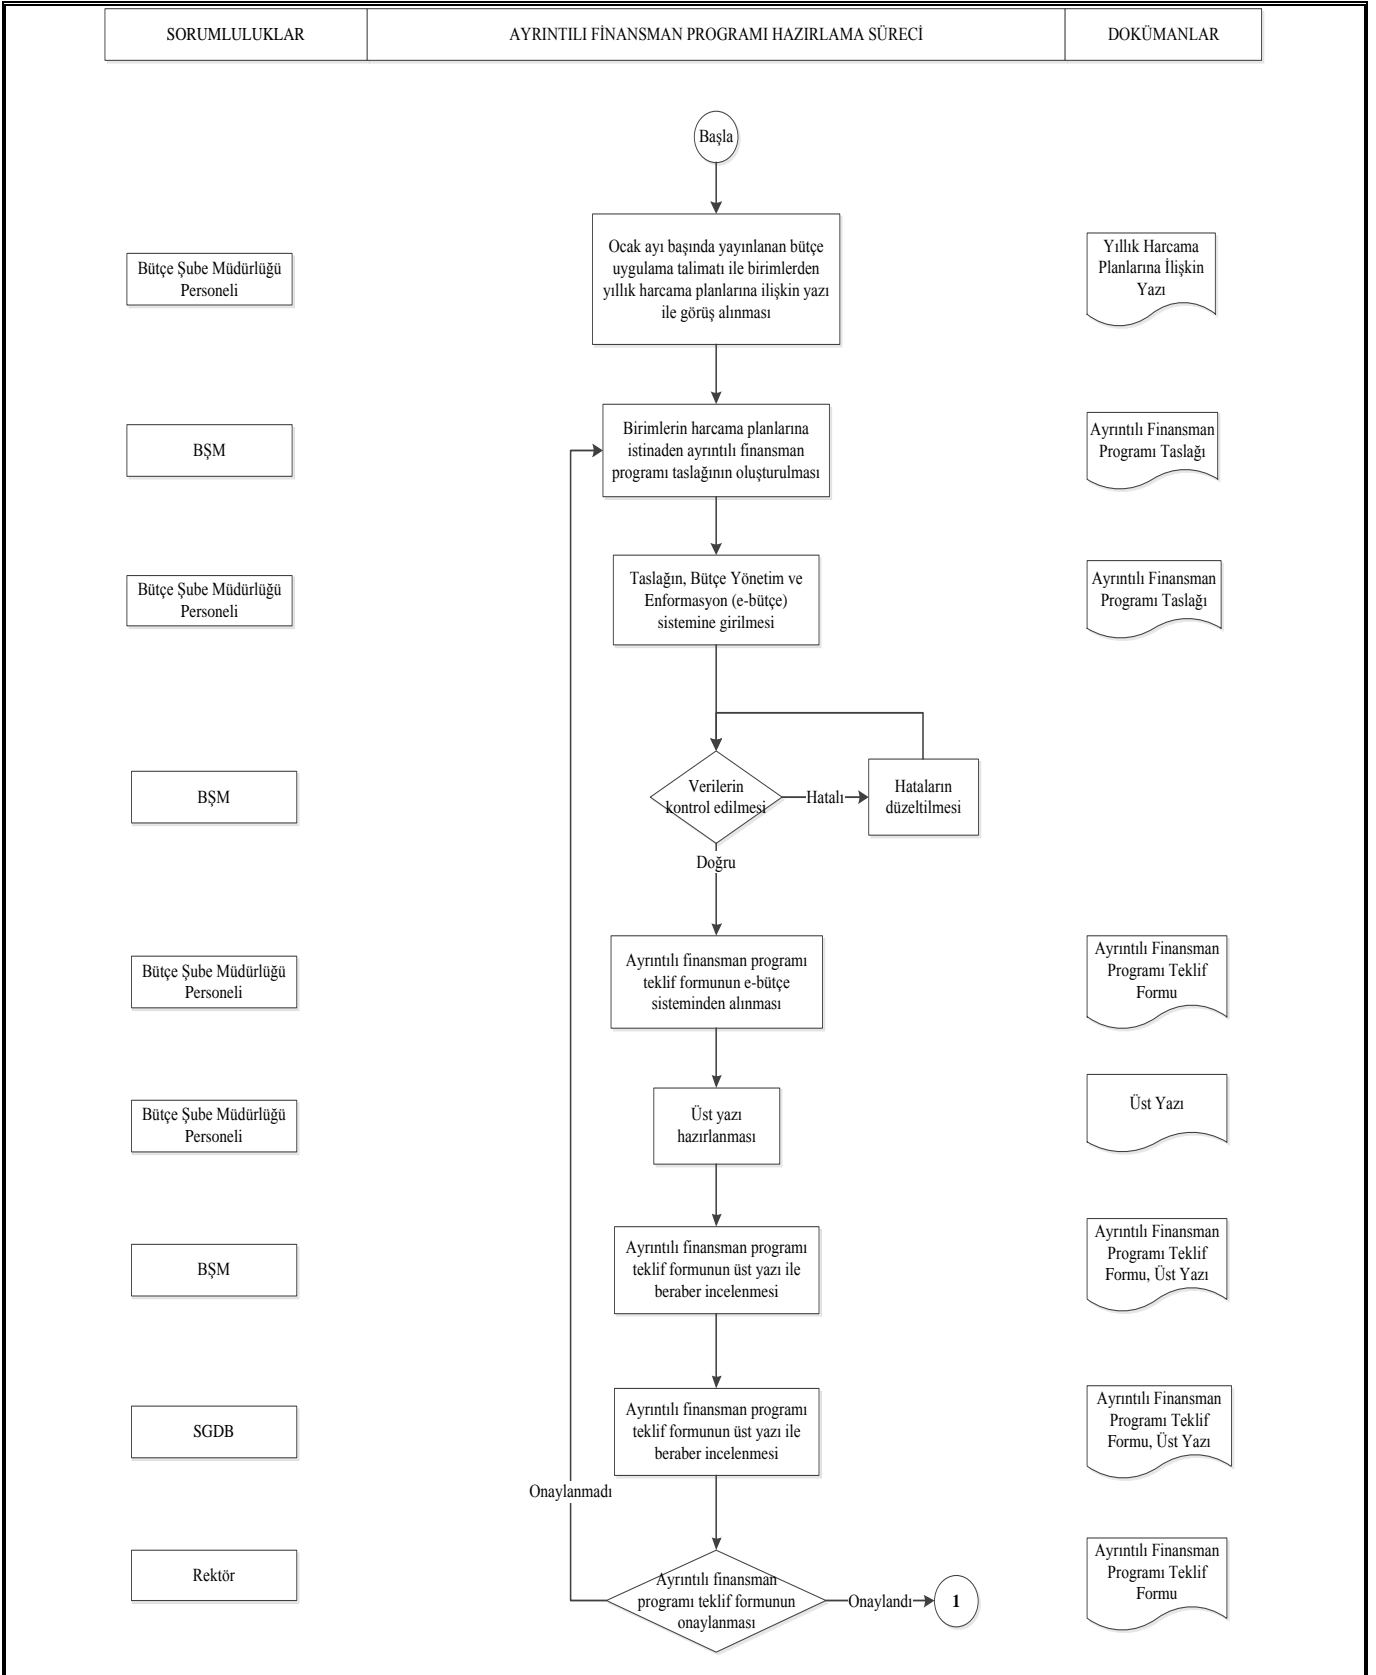 SORUMLULUKLAR
AYRINTILI FİNANSMAN PROGRAMI HAZIRLAMA SÜRECİ
DOKÜMANLAR
Başla
Bütçe Şube Müdürlüğü
Personeli
Ocak ayı başında yayınlanan bütçe
uygulama talimatı ile birimlerden
yıllık harcama planlarına ilişkin yazı
ile görüş alınması
Yıllık Harcama
Planlarına İlişkin
Yazı
BŞM
Birimlerin harcama planlarına
istinaden ayrıntılı finansman
programı taslağının oluşturulması
Ayrıntılı Finansman
Programı Taslağı
Bütçe Şube Müdürlüğü
Personeli
Taslağın, Bütçe Yönetim ve
Enformasyon (e-bütçe)
sistemine girilmesi
Ayrıntılı Finansman
Programı Taslağı
BŞM
Verilerin
kontrol edilmesi
Hatalı
Hataların
düzeltilmesi
Doğru
Bütçe Şube Müdürlüğü
Personeli
Ayrıntılı finansman programı
teklif formunun e-bütçe
sisteminden alınması
Ayrıntılı Finansman
Programı Teklif
Formu
Bütçe Şube Müdürlüğü
Personeli
Üst yazı
hazırlanması
Üst Yazı
BŞM
Ayrıntılı finansman programı
teklif formunun üst yazı ile
beraber incelenmesi
Ayrıntılı Finansman
Programı Teklif
Formu, Üst Yazı
SGDB
Ayrıntılı finansman programı
teklif formunun üst yazı ile
beraber incelenmesi
Ayrıntılı Finansman
Programı Teklif
Formu, Üst Yazı
Onaylanmadı
Rektör
Ayrıntılı finansman
programı teklif formunun
onaylanması
Onaylandı
1
Ayrıntılı Finansman
Programı Teklif
Formu